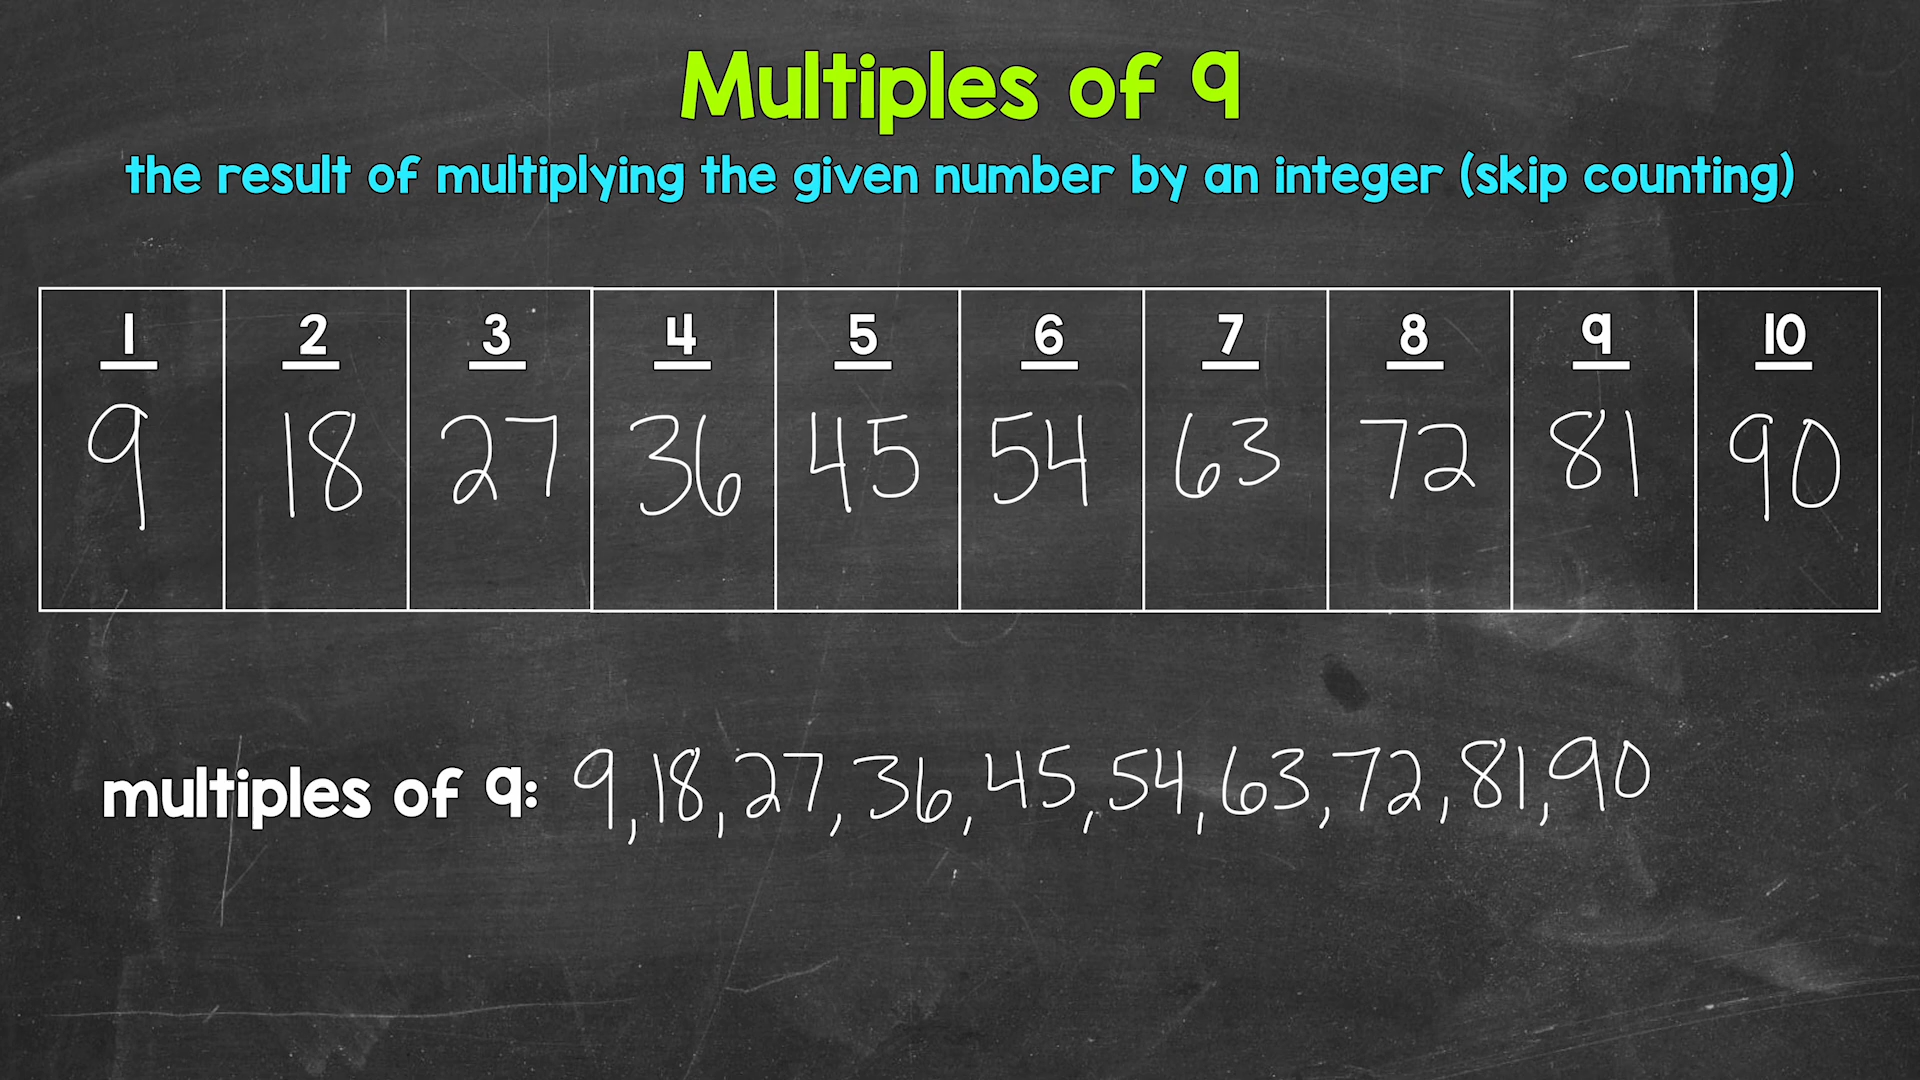 Multiples of 9
the result of multiplying the given number by an integer (skip counting)
1 2 3 4 5 6 7 8 9 10
9 18 27 36 45 54 63 72 81 90
multiples of 9: 9, 18, 27, 36, 45, 54, 63, 72, 81, 90